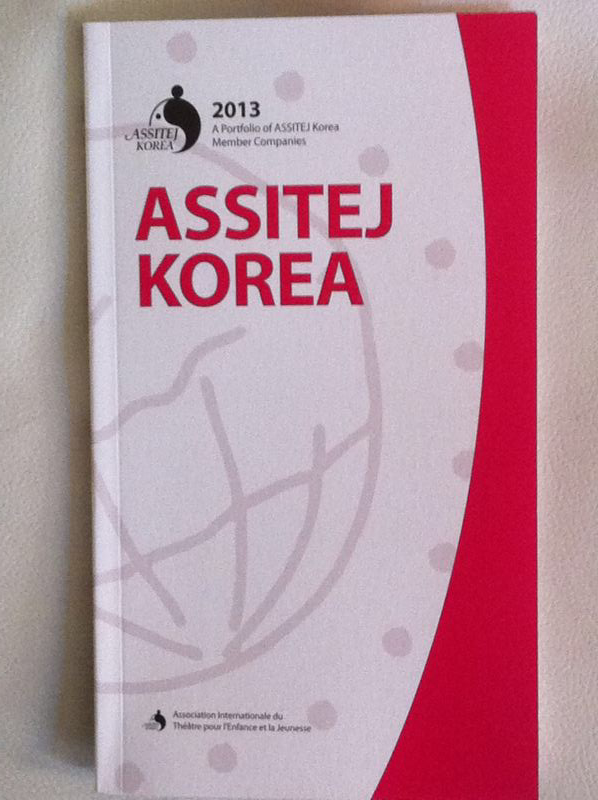 ASSITEJ
KOREA
2013
A Portfolio of ASSITEJ Korea
Member Companies
ASSITEJ
KOREA
Association Internationale du
Théâtre pour l'Enfance et la Jeunesse